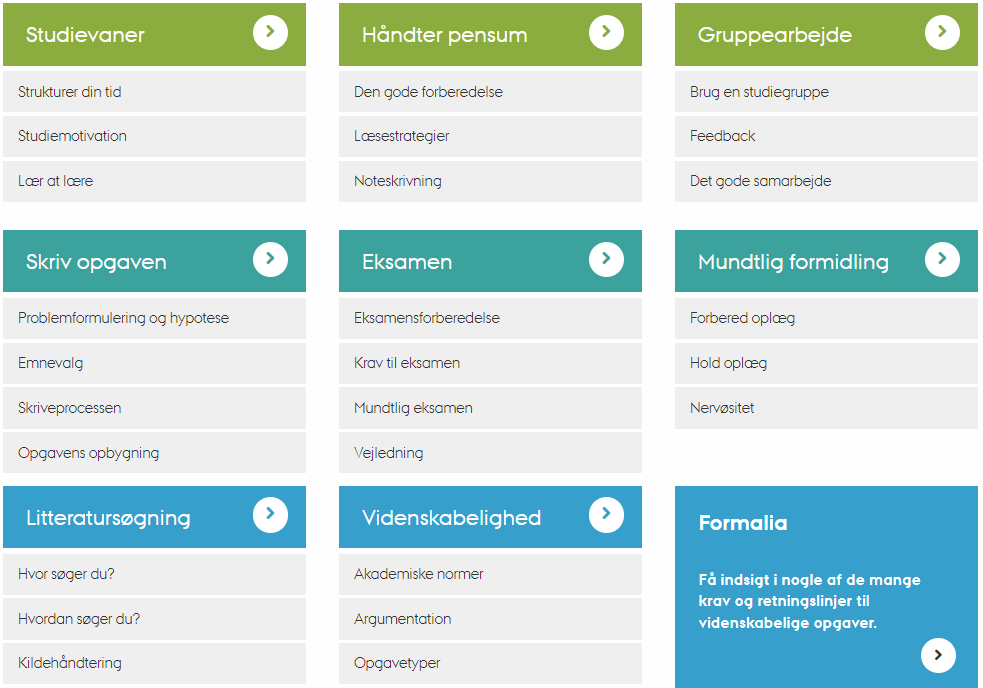 Studievaner
Strukturer din tid
Studiemotivation
Lær at lære
Håndter pensum
Den gode forberedelse
Læsestrategier
Noteskrivning
Gruppearbejde
Brug en studiegruppe
Feedback
Det gode samarbejde
Skriv opgaven
Problemformulering og hypotese
Emnevalg
Skriveprocessen
Opgavens opbygning
Eksamen
Eksamensforberedelse
Krav til eksamen
Mundtlig eksamen
Vejledning
Mundtlig formidling
Forbered oplæg
Hold oplæg
Nervøsitet
Litteratursøgning
Hvor søger du?
Hvordan søger du?
Kildehåndtering
Videnskabelighed
Akademiske normer
Argumentation
Opgavetyper
Formalia
Få indsigt i nogle af de mange
krav og retningslinjer til
videnskabelige opgaver.